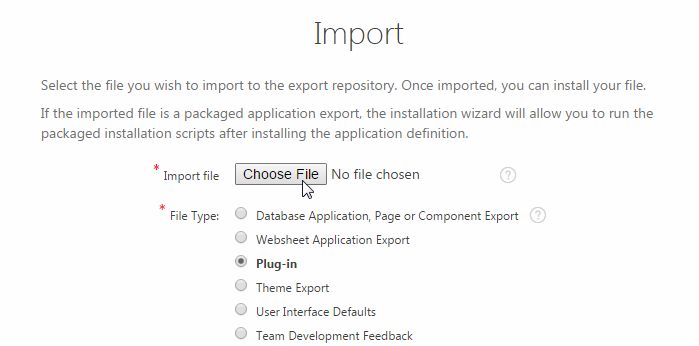 Import
Select the file you wish to import to the export repository. Once imported, you can install your file.
If the imported file is a packaged application export, the installation wizard will allow you to run the
packaged installation scripts after installing the application definition.
* Import file Choose File No file chosen ?
* File Type: Database Application, Page or Component Export ?
Websheet Application Export
Plug-in
Theme Export
User Interface Defaults
Team Development Feedback